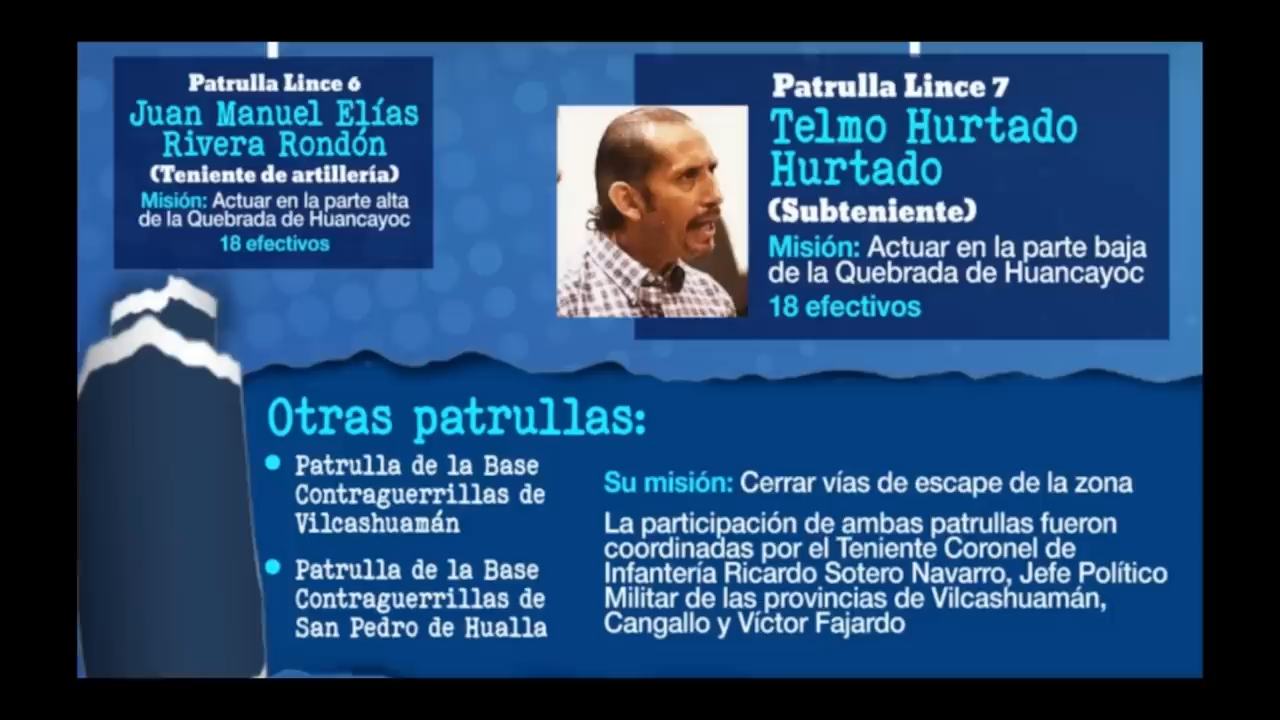 Patrulla Lince 6
Juan Manuel Elías
Rivera Rondón
(Teniente de artillería)
Misión: Actuar en la parte alta
de la Quebrada de Huancayoc
18 efectivos
Patrulla Lince 7
Telmo Hurtado
Hurtado
(Subteniente)
Misión: Actuar en la parte baja
de la Quebrada de Huancayoc
18 efectivos
Otras patrullas:
Patrulla de la Base
Contraguerrillas de
Vilcashuamán
Patrulla de la Base
Contraguerrillas de
San Pedro de Hualla
Su misión: Cerrar vías de escape de la zona
La participación de ambas patrullas fueron
coordinadas por el Teniente Coronel de
Infantería Ricardo Sotero Navarro, Jefe Político
Militar de las provincias de Vilcashuamán,
Cangallo y Víctor Fajardo